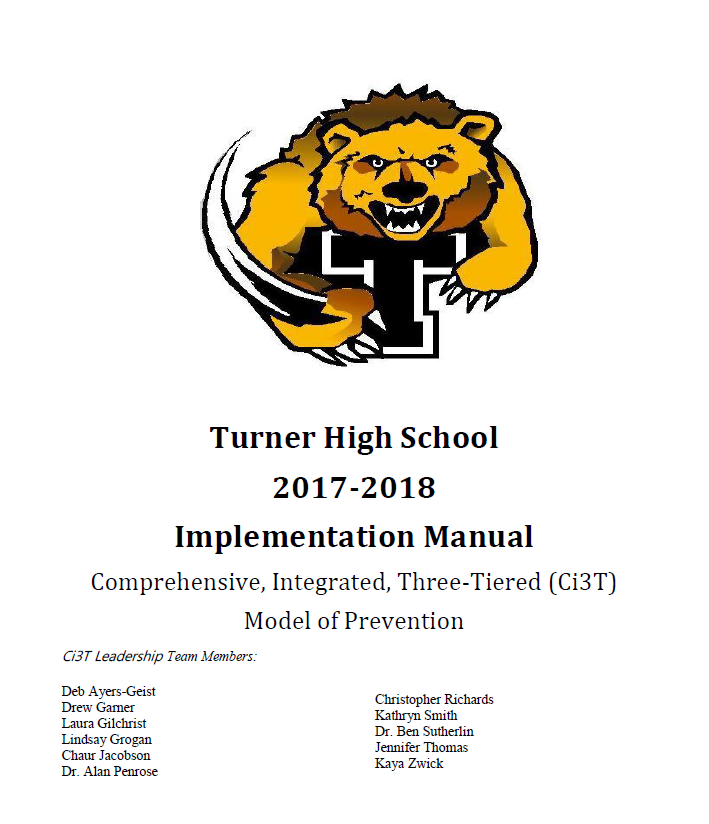 T
Turner High School
2017-2018
Implementation Manual
Comprehensive, Integrated, Three-Tiered (Ci3T)
Model of Prevention
Ci3T Leadership Team Members:
Deb Ayers-Geist
Drew Garner
Laura Gilchrist
Lindsay Grogan
Chaur Jacobson
Dr. Alan Penrose
Christopher Richards
Kathryn Smith
Dr. Ben Sutherlin
Jennifer Thomas
Kaya Zwick